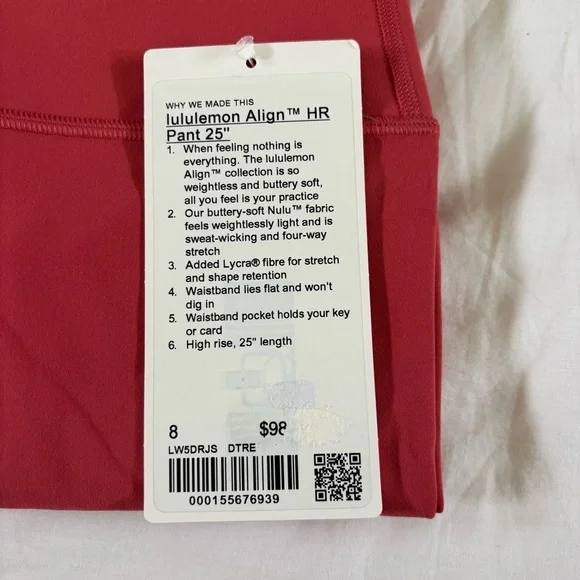 WHY WE MADE THIS
lululemon Align™ HR
Pant 25"
1. When feeling nothing is
everything. The lululemon
Align™ collection is so
weightless and buttery soft,
all you feel is your practice
2. Our buttery-soft Nulu™ fabric
feels weightlessly light and is
sweat-wicking and four-way
stretch
3. Added Lycra® fibre for stretch
and shape retention
4. Waistband lies flat and won't
dig in
5. Waistband pocket holds your key
or card
6. High rise, 25" length
8 $98
LW5DRJS DTRE
000155676939